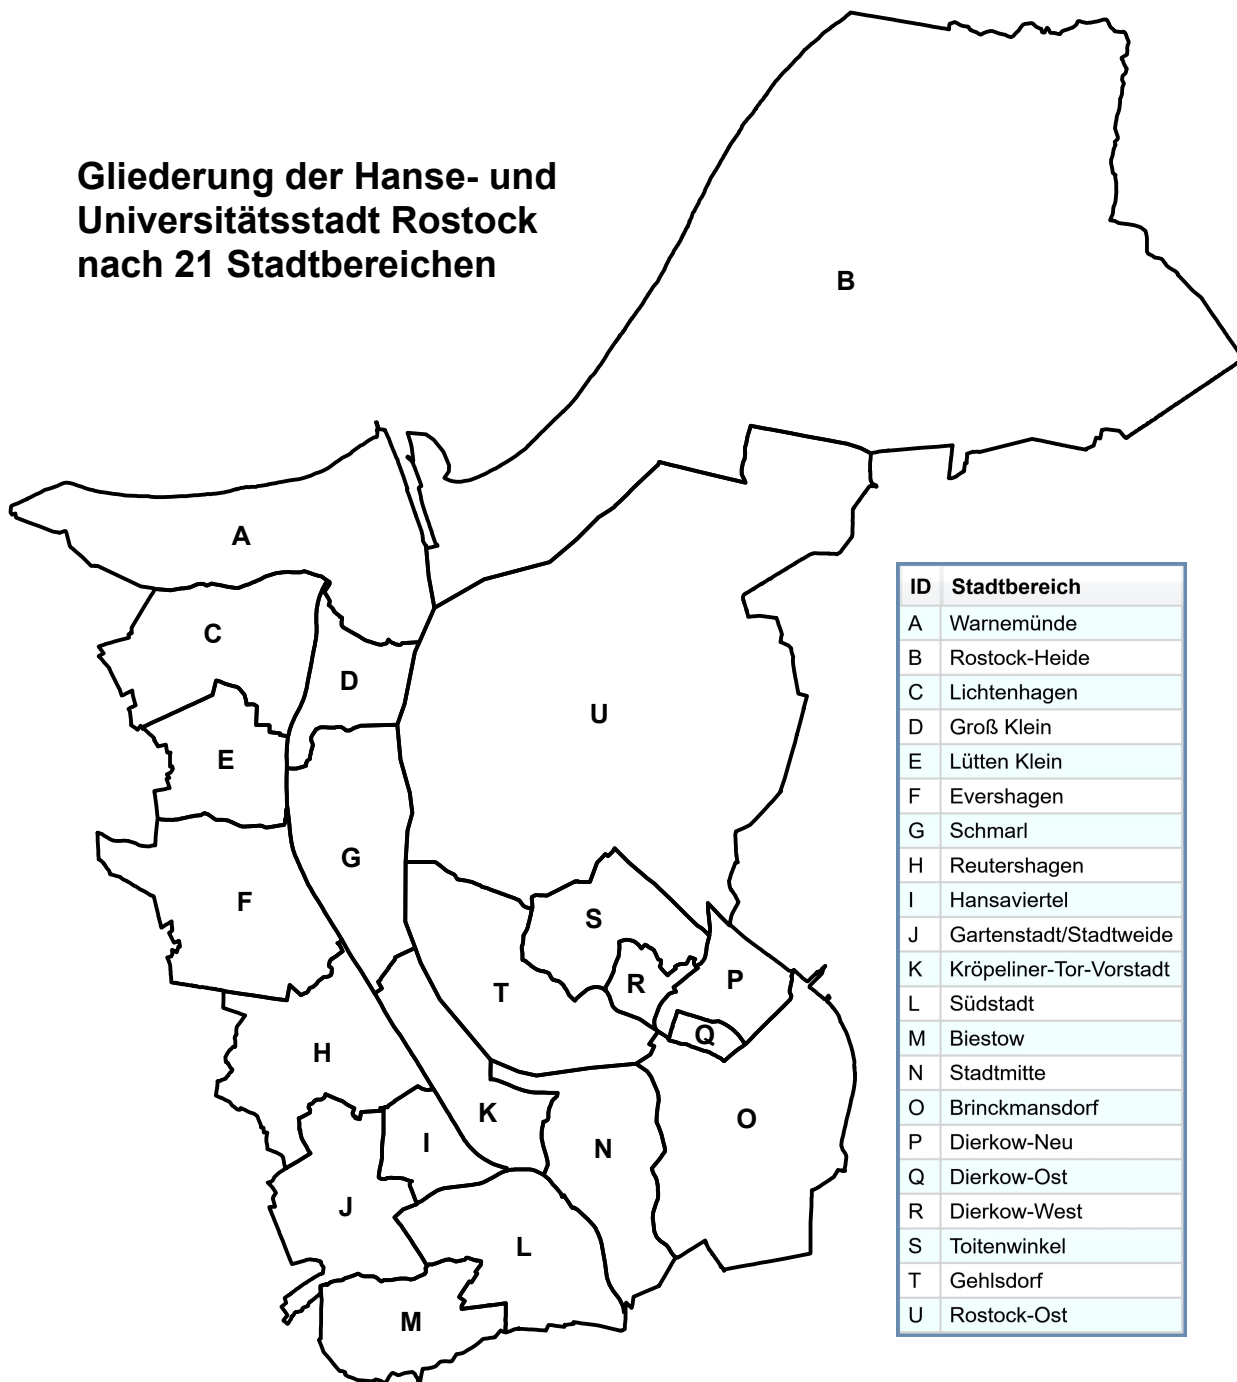 Gliederung der Hanse- und
Universitätsstadt Rostock
nach 21 Stadtbereichen
B
A
C
D
U
E
G
F
S
P
R
T
Q
H
K
O
I
N
J
L
M
ID Stadtbereich
A Warnemünde
B Rostock-Heide
C Lichtenhagen
D Groß Klein
E Lütten Klein
F Evershagen
G Schmarl
H Reutershagen
I Hansaviertel
J Gartenstadt/Stadtweide
K Kröpeliner-Tor-Vorstadt
L Südstadt
M Biestow
N Stadtmitte
O Brinckmansdorf
P Dierkow-Neu
Q Dierkow-Ost
R Dierkow-West
S Toitenwinkel
T Gehlsdorf
U Rostock-Ost